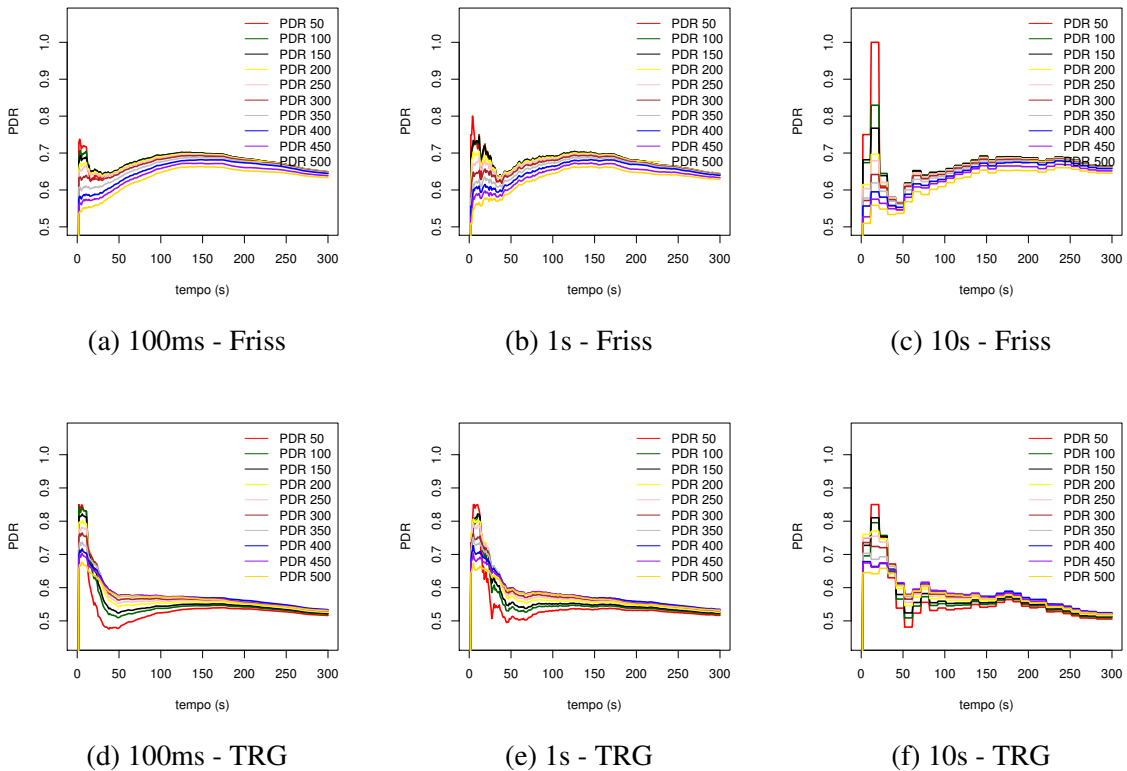 PDR 50
PDR 100
PDR 150
PDR 200
PDR 250
PDR 300
PDR 350
PDR 400
PDR 450
PDR 500
PDR
1.0
0.9
0.8
0.7
0.6
0.5
0 50 100 150 200 250 300
tempo (s)
(a) 100ms - Friss
PDR 50
PDR 100
PDR 150
PDR 200
PDR 250
PDR 300
PDR 350
PDR 400
PDR 450
PDR 500
PDR
1.0
0.9
0.8
0.7
0.6
0.5
0 50 100 150 200 250 300
tempo (s)
(b) 1s - Friss
PDR 50
PDR 100
PDR 150
PDR 200
PDR 250
PDR 300
PDR 350
PDR 400
PDR 450
PDR 500
PDR
1.0
0.9
0.8
0.7
0.6
0.5
0 50 100 150 200 250 300
tempo (s)
(c) 10s - Friss
PDR 50
PDR 100
PDR 150
PDR 200
PDR 250
PDR 300
PDR 350
PDR 400
PDR 450
PDR 500
PDR
1.0
0.9
0.8
0.7
0.6
0.5
0 50 100 150 200 250 300
tempo (s)
(d) 100ms - TRG
PDR 50
PDR 100
PDR 150
PDR 200
PDR 250
PDR 300
PDR 350
PDR 400
PDR 450
PDR 500
PDR
1.0
0.9
0.8
0.7
0.6
0.5
0 50 100 150 200 250 300
tempo (s)
(e) 1s - TRG
PDR 50
PDR 100
PDR 150
PDR 200
PDR 250
PDR 300
PDR 350
PDR 400
PDR 450
PDR 500
PDR
1.0
0.9
0.8
0.7
0.6
0.5
0 50 100 150 200 250 300
tempo (s)
(f) 10s - TRG